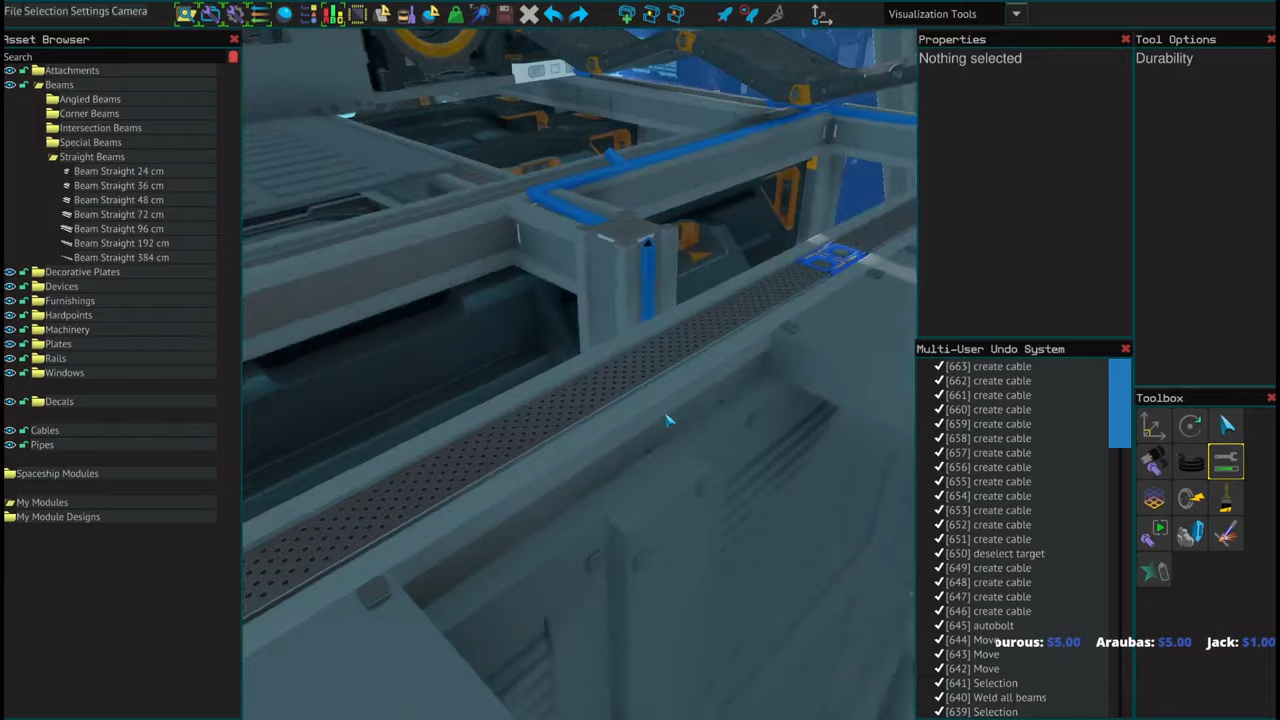 File Selection Settings Camera
Visualization Tools
Asset Browser
Search
Attachments
Beams
Angled Beams
Corner Beams
Intersection Beams
Special Beams
Straight Beams
Beam Straight 24 cm
Beam Straight 36 cm
Beam Straight 48 cm
Beam Straight 72 cm
Beam Straight 96 cm
Beam Straight 192 cm
Beam Straight 384 cm
Decorative Plates
Devices
Furnishings
Hardpoints
Machinery
Plates
Rails
Windows
Decals
Cables
Pipes
Spaceship Modules
My Modules
My Module Designs
Properties
Nothing selected
Tool Options
Durability
Multi-User Undo System
[663] create cable
[662] create cable
[661] create cable
[660] create cable
[659] create cable
[658] create cable
[657] create cable
[656] create cable
[655] create cable
[654] create cable
[653] create cable
[652] create cable
[651] create cable
[650] deselect target
[649] create cable
[648] create cable
[647] create cable
[646] create cable
[645] autobolt
[644] Move
[643] Move
[642] Move
[641] Selection
[640] Weld all beams
[639] Selection
Toolbox
ourous: $5.00 Araubas: $5.00 Jack: $1.00